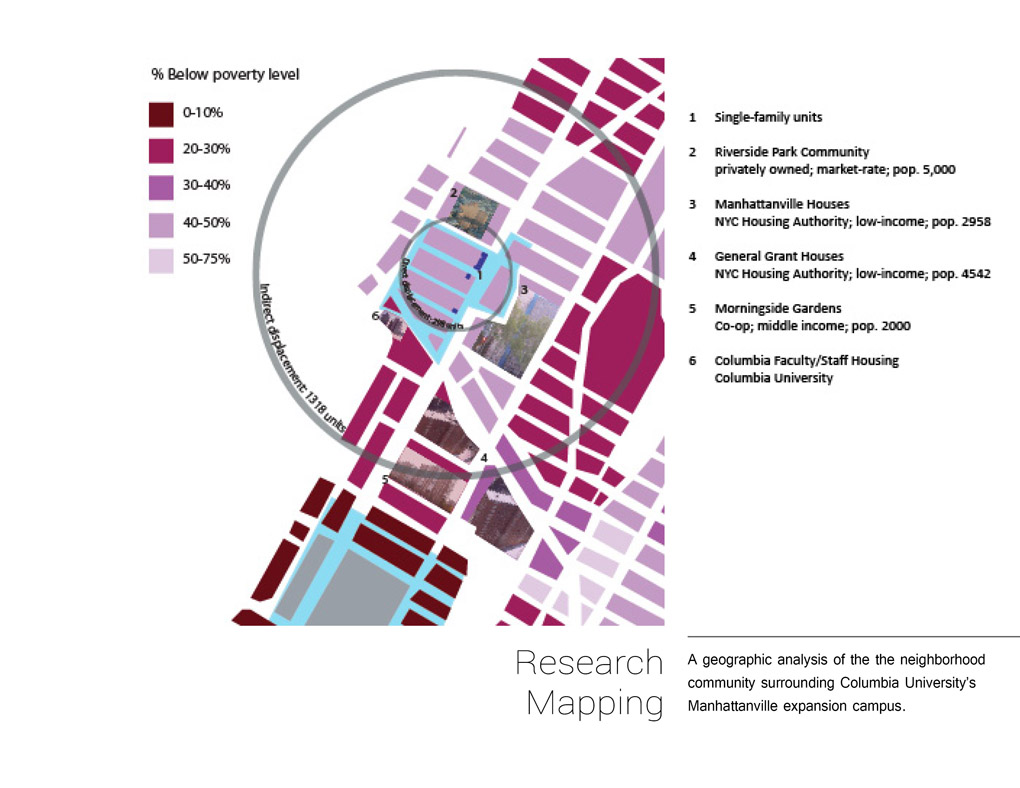 % Below poverty level
0-10%
20-30%
30-40%
40-50%
50-75%
2
1
3
6
4
5
Direct displacement: 298 units
Indirect displacement: 1318 units
1 Single-family units
2 Riverside Park Community
privately owned; market-rate; pop. 5,000
3 Manhattanville Houses
NYC Housing Authority; low-income; pop. 2958
4 General Grant Houses
NYC Housing Authority; low-income; pop. 4542
5 Morningside Gardens
Co-op; middle income; pop. 2000
6 Columbia Faculty/Staff Housing
Columbia University
Research
Mapping
A geographic analysis of the the neighborhood
community surrounding Columbia University's
Manhattanville expansion campus.